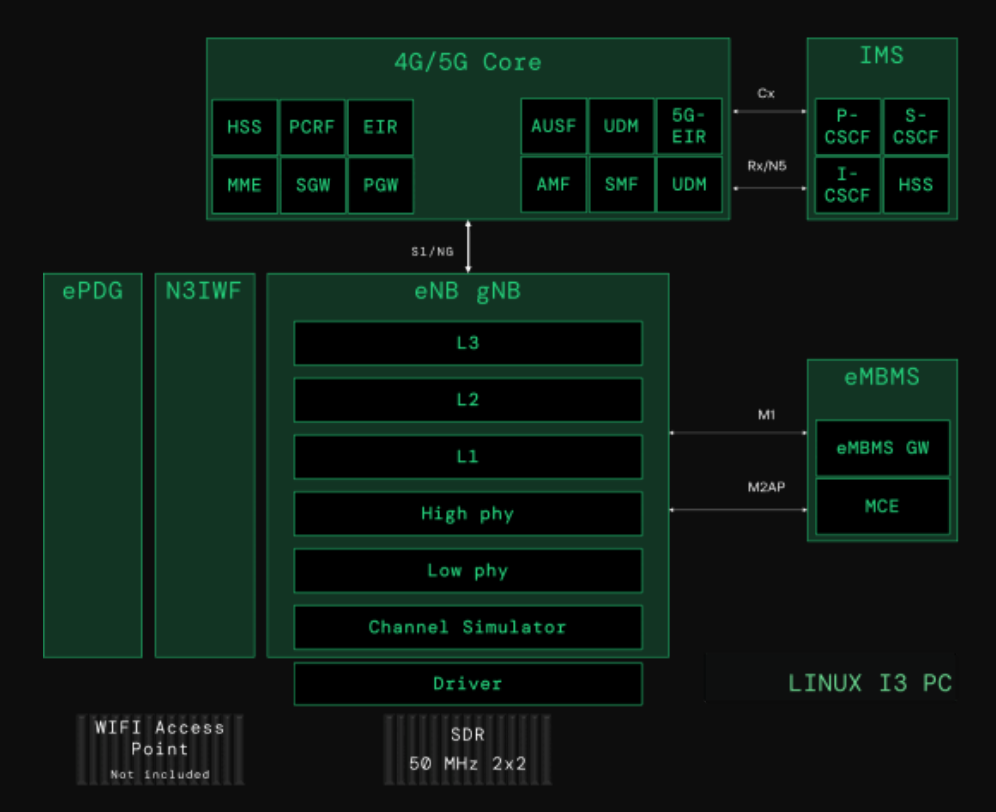 4G/5G Core
HSS
PCRF
EIR
MME
SGW
PGW
AUSF
UDM
5G-
EIR
AMF
SMF
UDM
Cx
Rx/N5
IMS
P-
CSCF
S-
CSCF
I-
CSCF
HSS
S1/NG
ePDG
N3IWF
eNB gNB
L3
L2
L1
High phy
Low phy
Channel Simulator
Driver
M1
M2AP
eMBMS
eMBMS GW
MCE
LINUX I3 PC
WIFI Access
Point
Not included
SDR
50 MHz 2x2